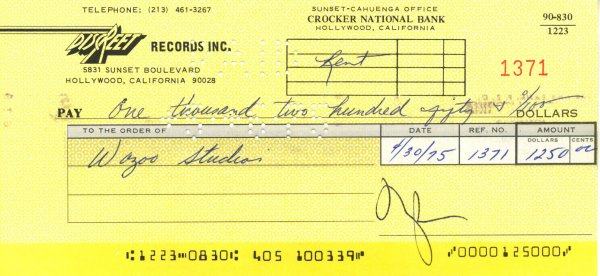 TELEPHONE: (213) 461-3267
SUNSET-CAHUENGA OFFICE
CROCKER NATIONAL BANK
HOLLYWOOD, CALIFORNIA
90-830
1223
DISCREET RECORDS INC.
5831 SUNSET BOULEVARD
HOLLYWOOD, CALIFORNIA 90028
Rent
1371
PAY One thousand two hundred fifty & 0/100 DOLLARS
TO THE ORDER OF
DATE
REF. NO.
AMOUNT
DOLLARS
CENTS
Wazoo Studios
4/30/75
1371
1250
00
⑆1223⑉0830⑆ 405 100339⑈ ⑈0000125000⑈